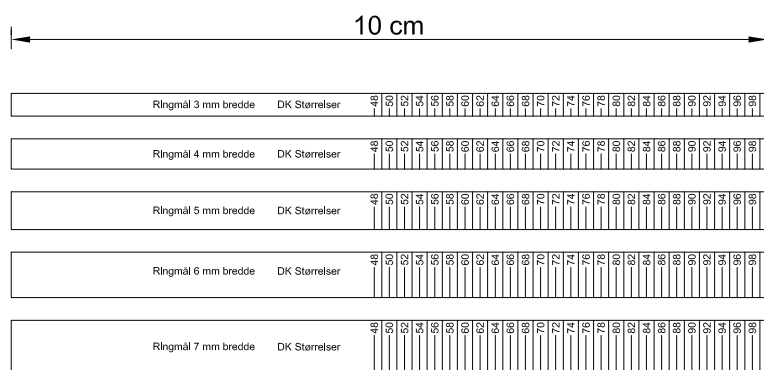 10 cm
RIngmål 3 mm bredde DK Størrelser 48 50 52 54 56 58 60 62 64 66 68 70 72 74 76 78 80 82 84 86 88 90 92 94 96 98
RIngmål 4 mm bredde DK Størrelser 48 50 52 54 56 58 60 62 64 66 68 70 72 74 76 78 80 82 84 86 88 90 92 94 96 98
RIngmål 5 mm bredde DK Størrelser 48 50 52 54 56 58 60 62 64 66 68 70 72 74 76 78 80 82 84 86 88 90 92 94 96 98
RIngmål 6 mm bredde DK Størrelser 48 50 52 54 56 58 60 62 64 66 68 70 72 74 76 78 80 82 84 86 88 90 92 94 96 98
RIngmål 7 mm bredde DK Størrelser 48 50 52 54 56 58 60 62 64 66 68 70 72 74 76 78 80 82 84 86 88 90 92 94 96 98